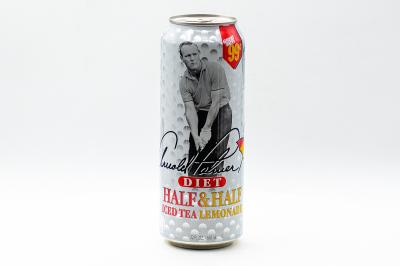 99¢
Arnold Palmer
DIET
HALF & HALF
ICED TEA LEMONADE